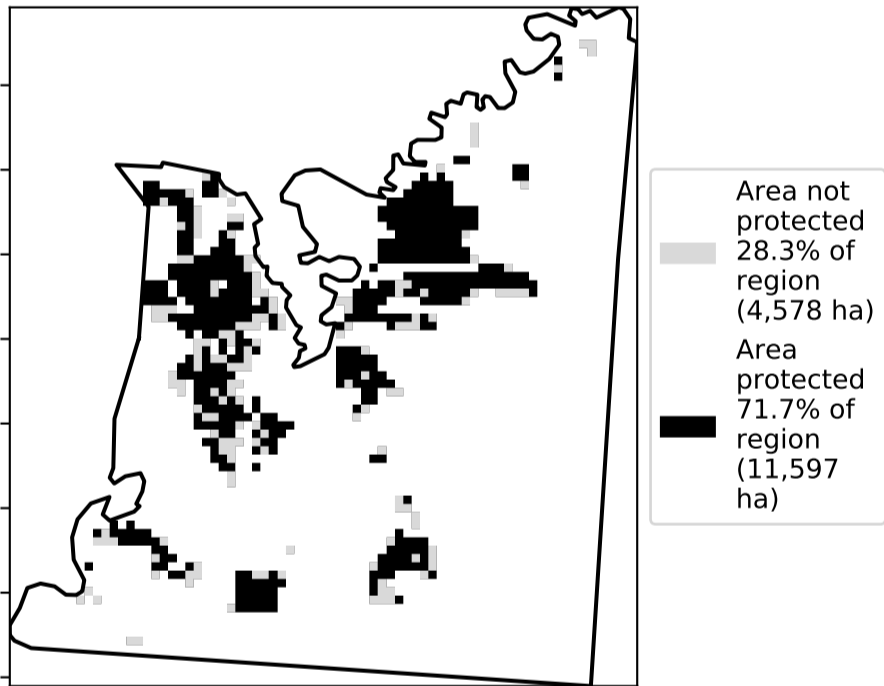 Area not
protected
28.3% of
region
(4,578 ha)
Area
protected
71.7% of
region
(11,597
ha)